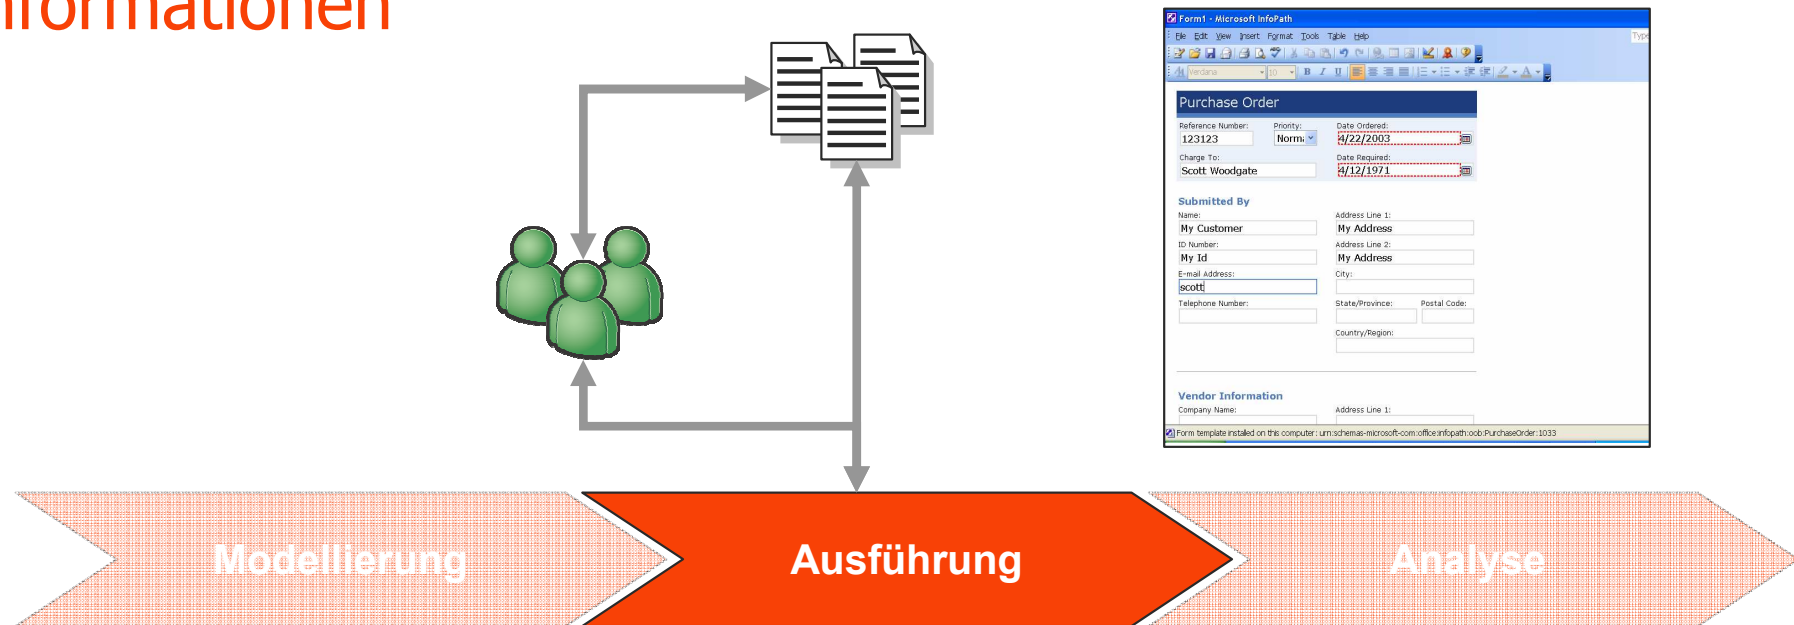 nformationen
Form1 - Microsoft InfoPath
File Edit View Insert Format Tools Table Help
Type
Verdana 10 B I U
Purchase Order
Reference Number: Priority: Date Ordered:
123123 Norma 4/22/2003
Charge To: Date Required:
Scott Woodgate 4/12/1971
Submitted By
Name: Address Line 1:
My Customer My Address
ID Number: Address Line 2:
My Id My Address
E-mail Address: City:
scott
Telephone Number: State/Province: Postal Code:
Country/Region:
Vendor Information
Company Name: Address Line 1:
Form template installed on this computer: urn:schemas-microsoft-com:office:infopath:oob:PurchaseOrder:1033
Modellierung Ausführung Analyse